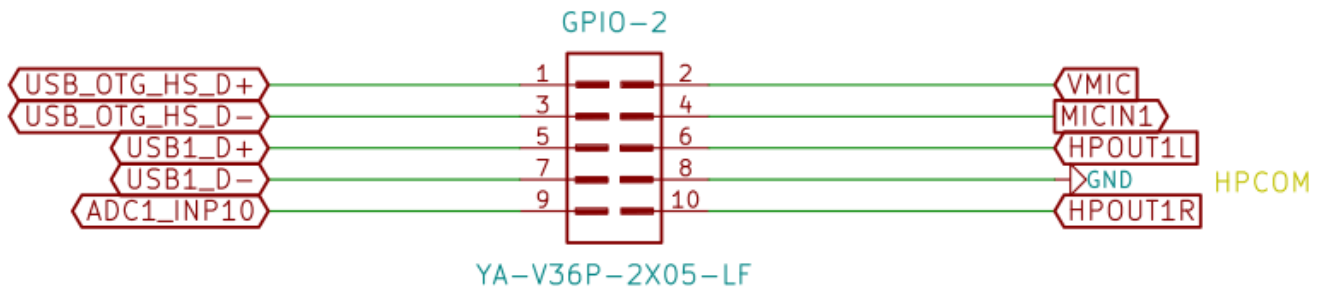 GPIO-2
USB_OTG_HS_D+ 1 2 VMIC
USB_OTG_HS_D- 3 4 MICIN1
USB1_D+ 5 6 HPOUT1L
USB1_D- 7 8 GND HPCOM
ADC1_INP10 9 10 HPOUT1R
YA-V36P-2X05-LF